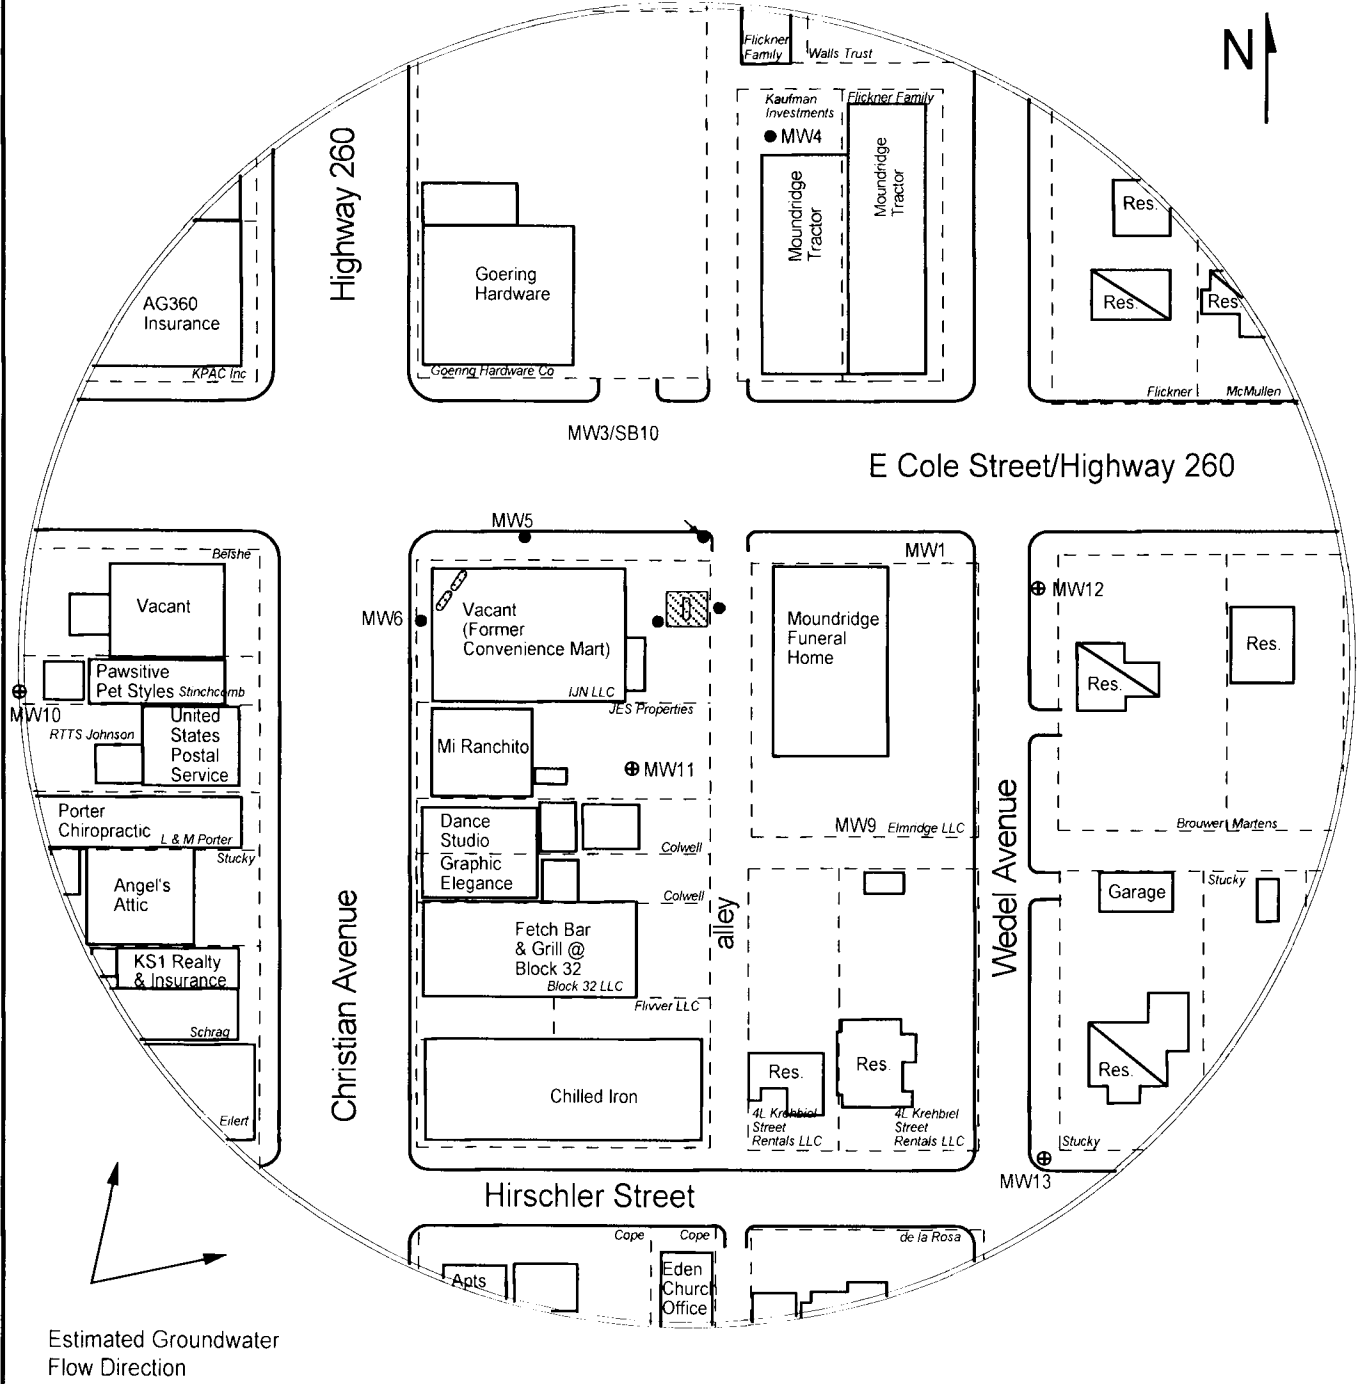 Flickner
Family
Walls Trust
N
Kaufman
Investments
Flickner Family
MW4
Highway 260
Moundridge
Tractor
Moundridge
Tractor
Res.
Goering
Hardware
AG360
Insurance
Res.
Res.
KPAC Inc
Goering Hardware Co
Flickner
McMullen
MW3/SB10
E Cole Street/Highway 260
MW5
MW1
Belshe
Vacant
MW6
Vacant
(Former
Convenience Mart)
IJN LLC
Moundridge
Funeral
Home
MW12
Res.
Res.
Pawsitive
Pet Styles
Stinchcomb
MW10
RTTS Johnson
United
States
Postal
Service
JES Properties
Mi Ranchito
MW11
Porter
Chiropractic
L & M Porter
Stucky
Dance
Studio
Graphic
Elegance
Colwell
Colwell
MW9
Elmridge LLC
Wedel Avenue
Brouwer
Martens
Angel's
Attic
Christian Avenue
alley
Garage
Stucky
Fetch Bar
& Grill @
Block 32
Block 32 LLC
KS1 Realty
& Insurance
Flivver LLC
Schrag
Chilled Iron
Res.
Res.
Res.
Eilert
4L Krehbiel
Street
Rentals LLC
4L Krehbiel
Street
Rentals LLC
Stucky
MW13
Hirschler Street
Cope
Cope
de la Rosa
Apts
Eden
Church
Office
Estimated Groundwater
Flow Direction